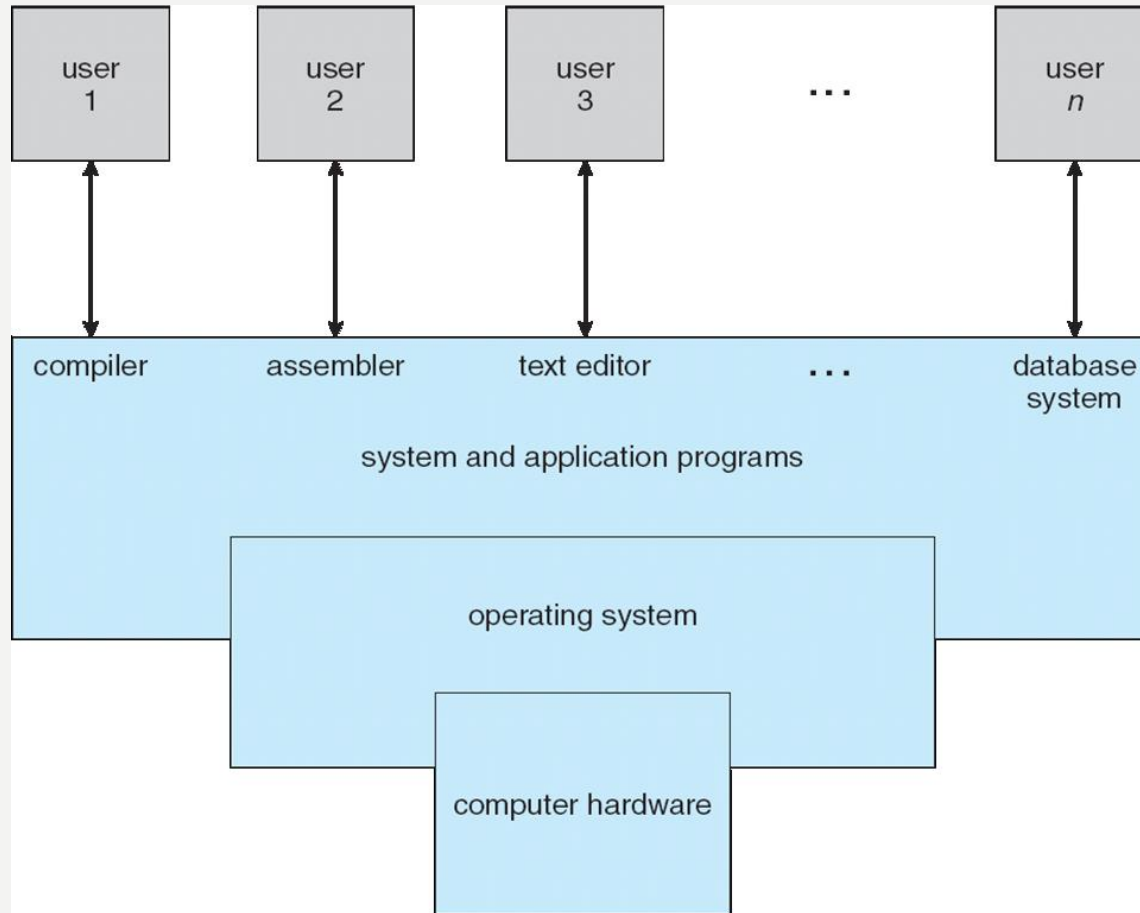 user
1
user
2
user
3
...
user
n
compiler
assembler
text editor
...
database
system
system and application programs
operating system
computer hardware